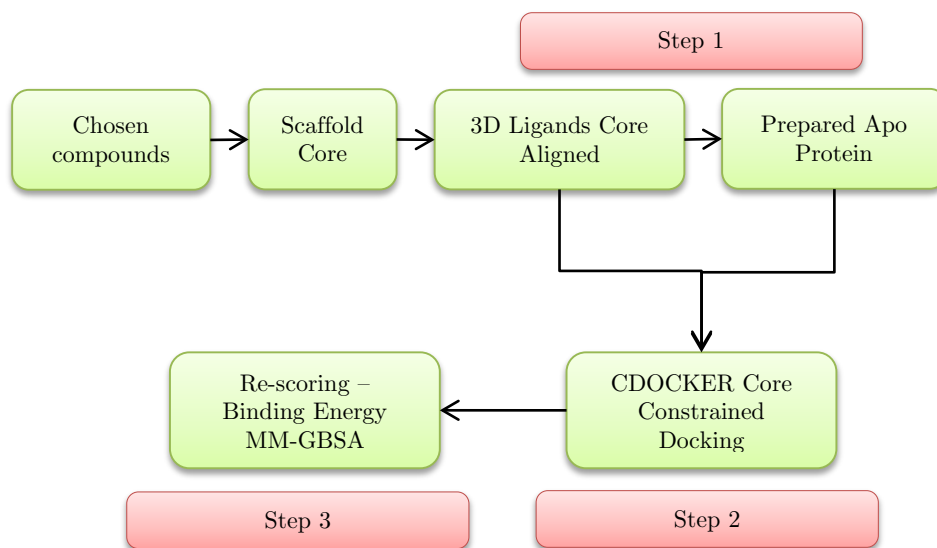 Step 1
Chosen
compounds
Scaffold
Core
3D Ligands Core
Aligned
Prepared Apo
Protein
Re-scoring –
Binding Energy
MM-GBSA
CDOCKER Core
Constrained
Docking
Step 3
Step 2